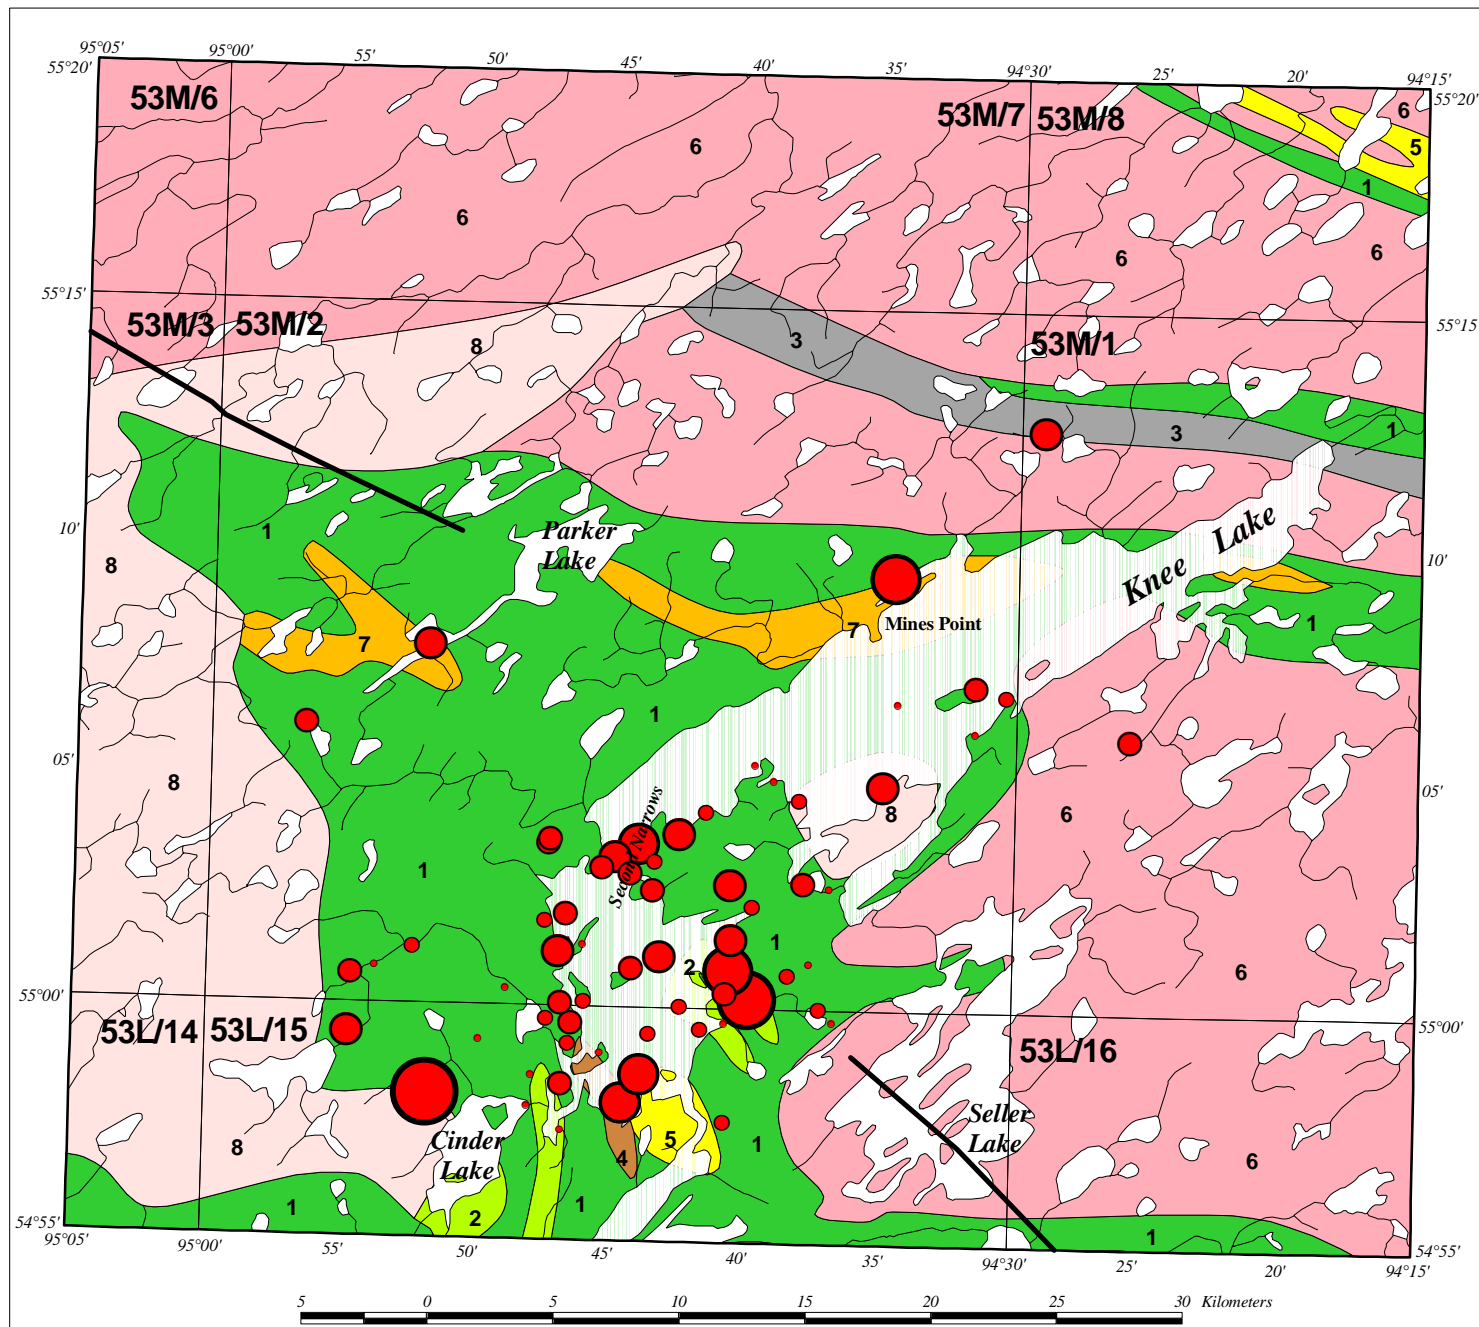 95°05' 95°00' 55' 50' 45' 40' 35' 94°30' 25' 20' 94°15'
55°20' 55°20'
53M/6 53M/7 53M/8
6 6 5
6 1
6 6 6
55°15' 55°15'
53M/3 53M/2 53M/1
8 3
3 1
10' 10'
1 Parker
Lake
Knee Lake
8
7 7 Mines Point 1
1
05' 05'
8 8 6
Second Narrows
1
1
2 6
55°00' 55°00'
53L/14 53L/15 53L/16
Seller
Lake
Cinder
Lake
8 5 1
4 6
1 2 1 1
54°55' 54°55'
95°05' 95°00' 55' 50' 45' 40' 35' 94°30' 25' 20' 94°15'
5 0 5 10 15 20 25 30 Kilometers